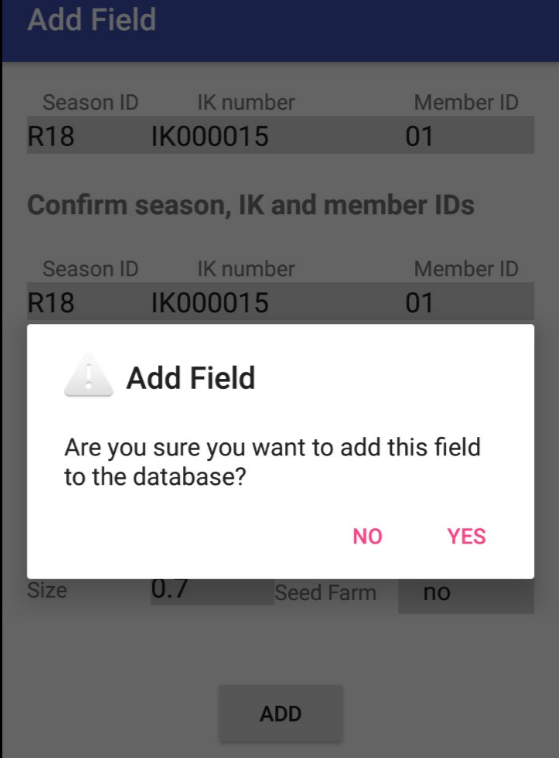 Add Field
Season ID IK number Member ID
R18 IK000015 01
Confirm season, IK and member IDs
Season ID IK number Member ID
R18 IK000015 01
Add Field
Are you sure you want to add this field
to the database?
NO YES
Size 0.7 Seed Farm no
ADD